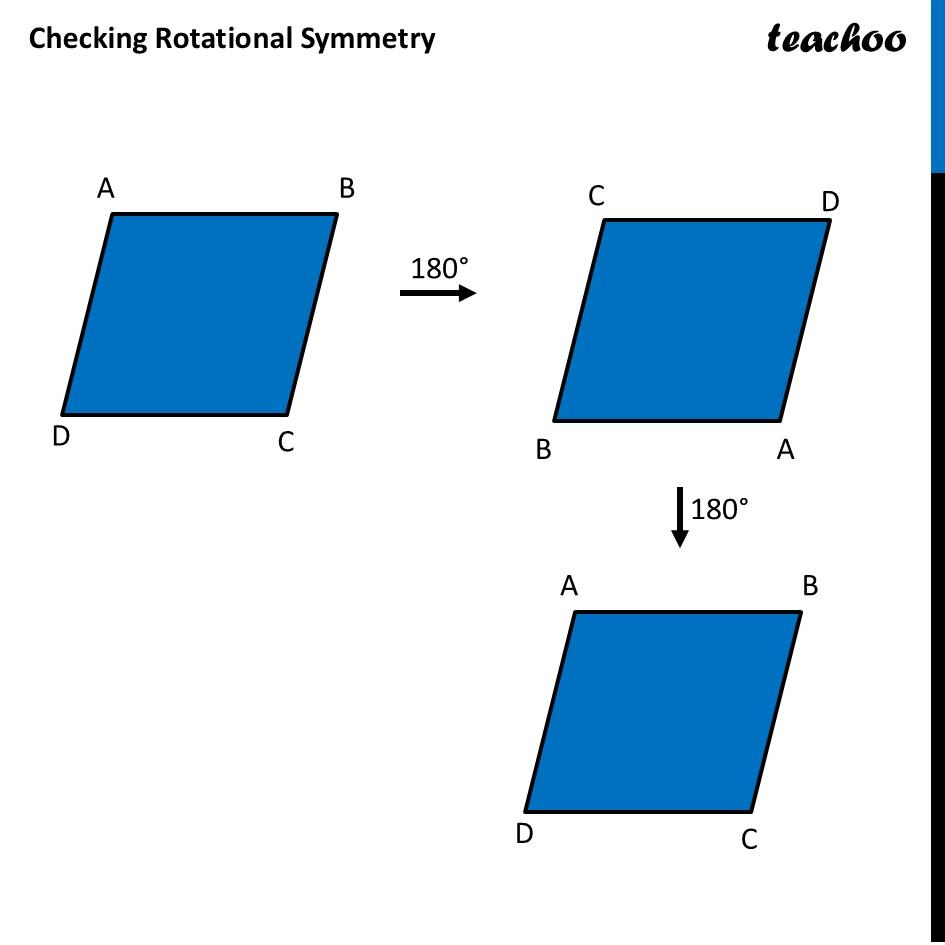 Checking Rotational Symmetry
teachoo
A B
C D
180°
D C
B A
180°
A B
D C